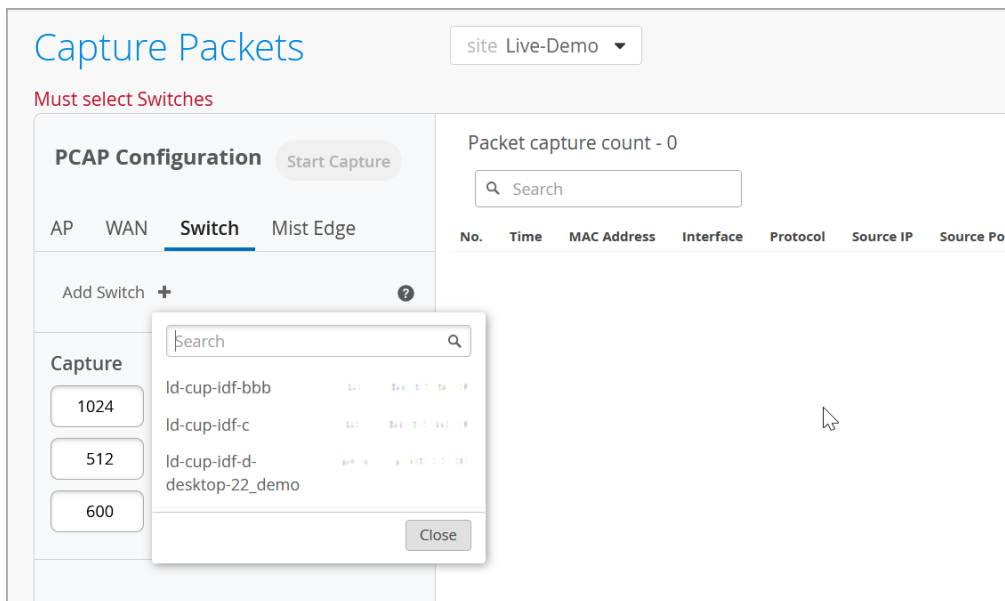 Capture Packets
site Live-Demo
Must select Switches
PCAP Configuration
Start Capture
Packet capture count - 0
Search
AP WAN Switch Mist Edge
No. Time MAC Address Interface Protocol Source IP Source Po
Add Switch +
?
Search
Capture
1024
512
600
ld-cup-idf-bbb
ld-cup-idf-c
ld-cup-idf-d-
desktop-22_demo
Close